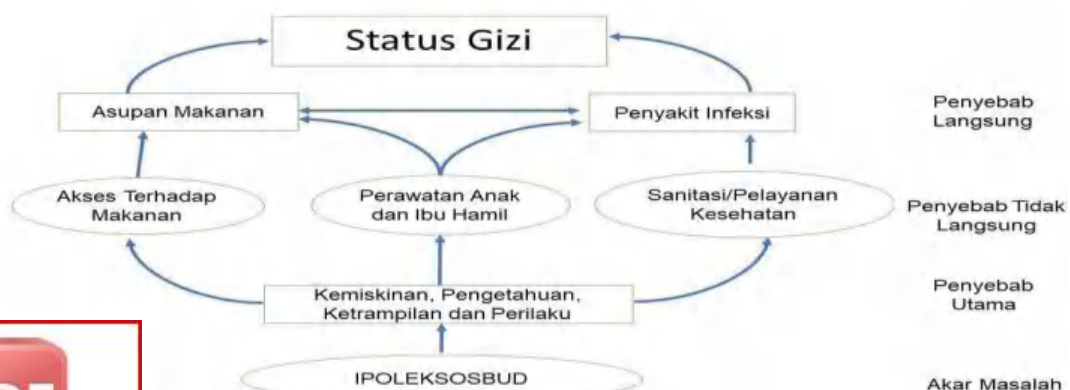 Status Gizi
Asupan Makanan
Penyakit Infeksi
Penyebab
Langsung
Akses Terhadap
Makanan
Perawatan Anak
dan Ibu Hamil
Sanitasi/Pelayanan
Kesehatan
Penyebab Tidak
Langsung
Kemiskinan, Pengetahuan,
Ketrampilan dan Perilaku
Penyebab
Utama
IPOLEKSOSBUD
Akar Masalah